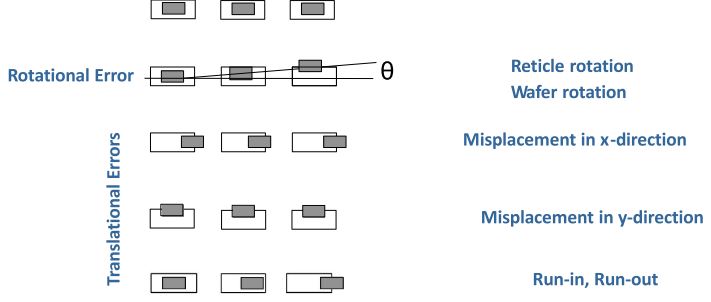 Rotational Error
θ
Reticle rotation
Wafer rotation
Translational Errors
Misplacement in x-direction
Misplacement in y-direction
Run-in, Run-out